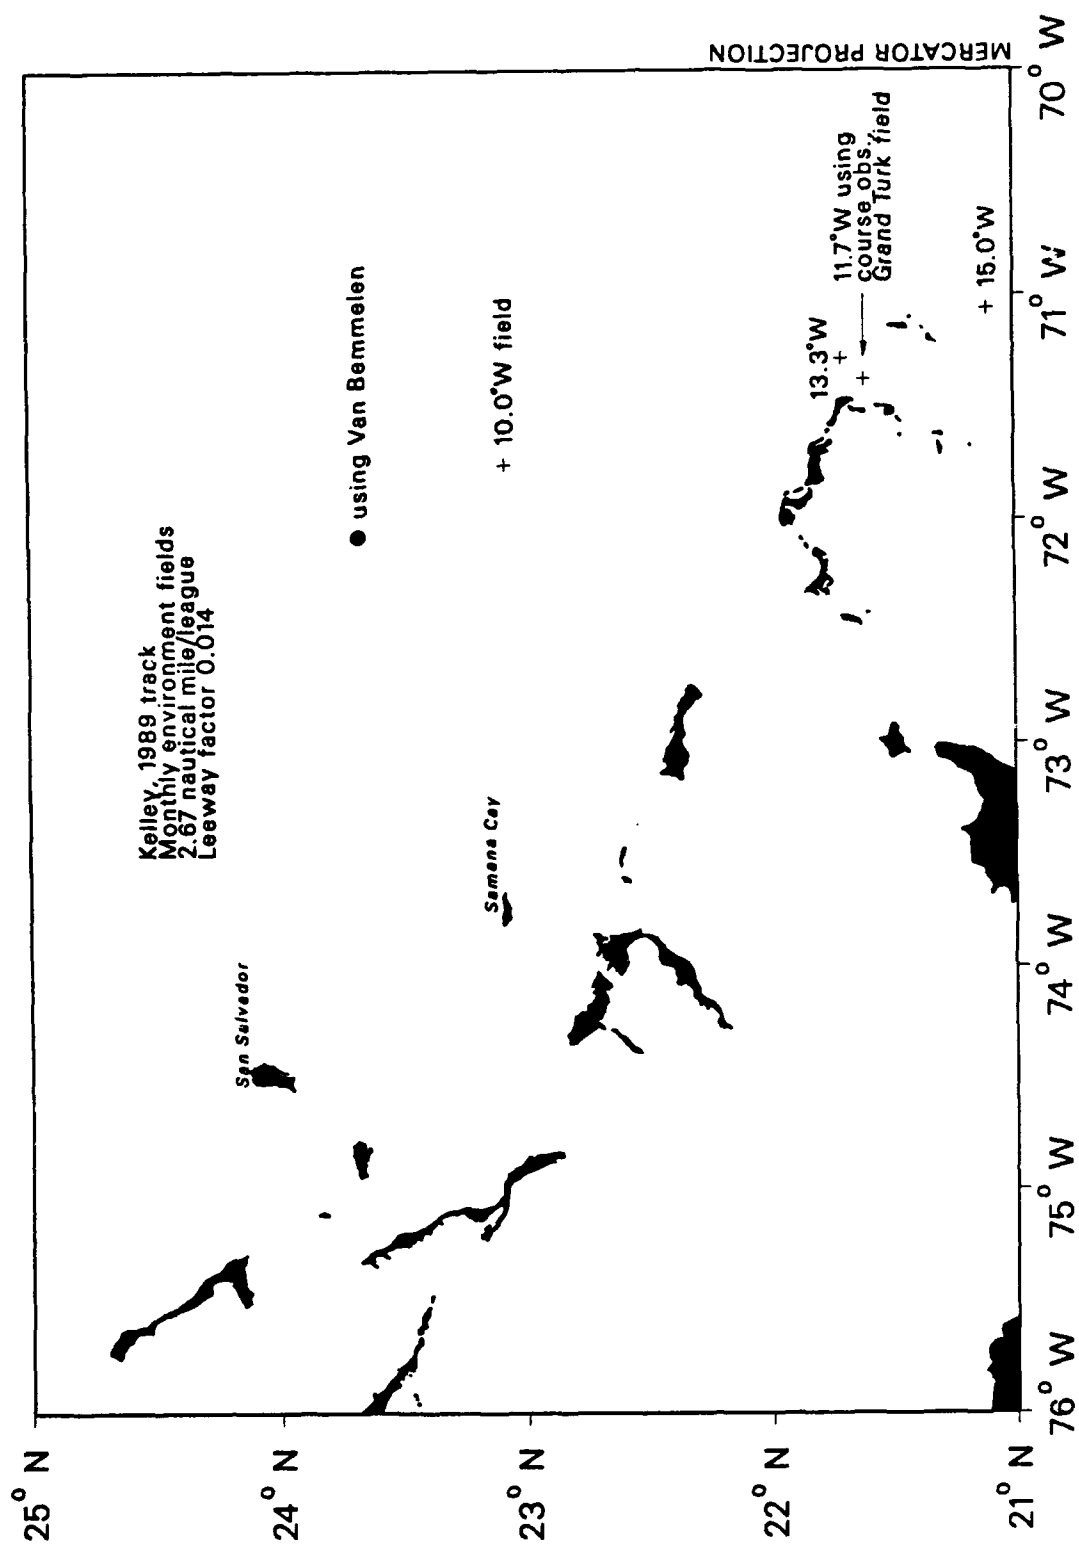 Kelley, 1989 track
Monthly environment fields
2.67 nautical mile/league
Leeway factor 0.014
San Salvador
using Van Bemmelen
Samana Cay
+ 10.0°W field
13.3°W
+
+
11.7°W using
course obs.,
Grand Turk field
+ 15.0°W
25° N
24° N
23° N
22° N
21° N
76° W
75° W
74° W
73° W
72° W
71° W
70° W
MERCATOR PROJECTION